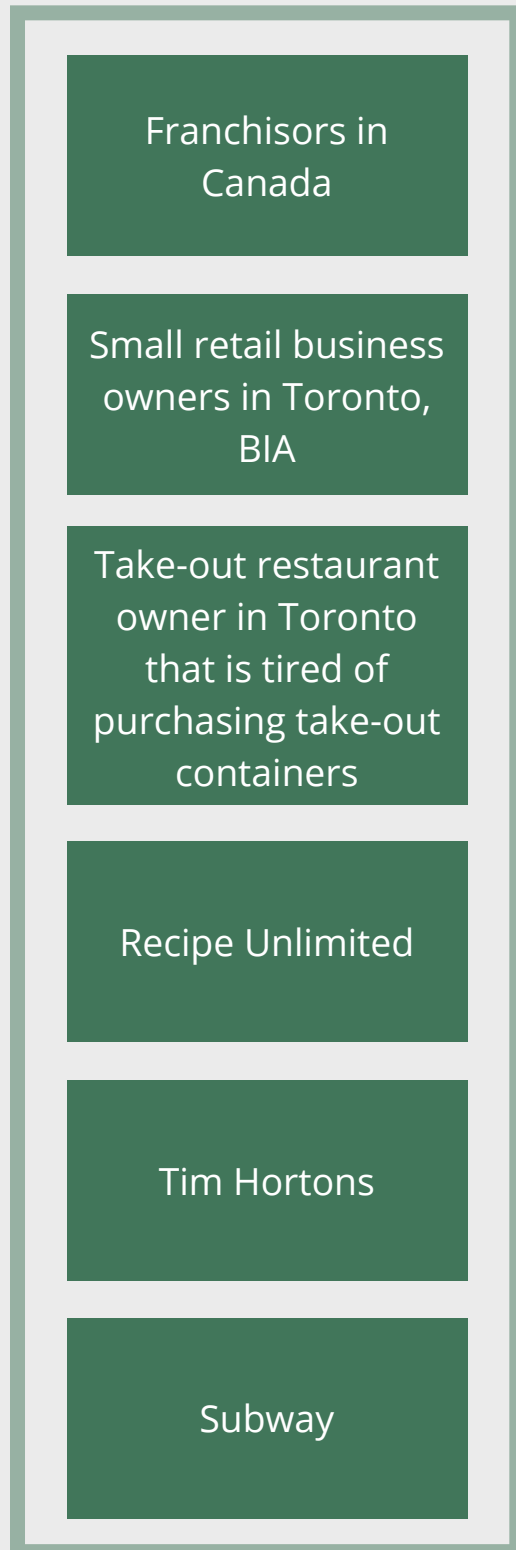 Franchisors in
Canada
Small retail business
owners in Toronto,
BIA
Take-out restaurant
owner in Toronto
that is tired of
purchasing take-out
containers
Recipe Unlimited
Tim Hortons
Subway